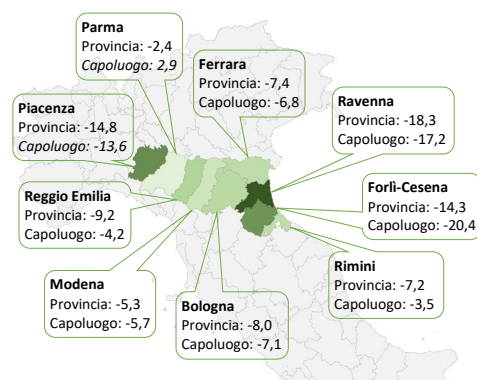 Parma
Provincia: -2,4
Capoluogo: 2,9
Ferrara
Provincia: -7,4
Capoluogo: -6,8
Ravenna
Provincia: -18,3
Capoluogo: -17,2
Piacenza
Provincia: -14,8
Capoluogo: -13,6
Reggio Emilia
Provincia: -9,2
Capoluogo: -4,2
Forlì-Cesena
Provincia: -14,3
Capoluogo: -20,4
Modena
Provincia: -5,3
Capoluogo: -5,7
Bologna
Provincia: -8,0
Capoluogo: -7,1
Rimini
Provincia: -7,2
Capoluogo: -3,5